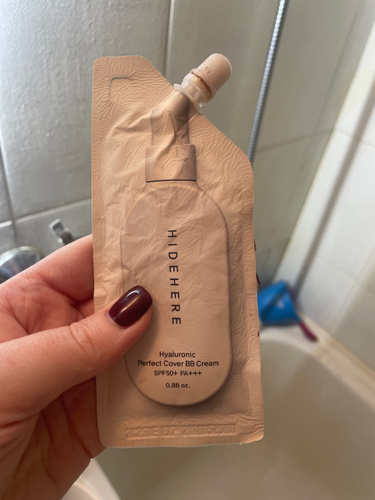 HIDEHERE
Hyaluronic
Perfect Cover BB Cream
SPF50+ PA+++
0.88 oz.